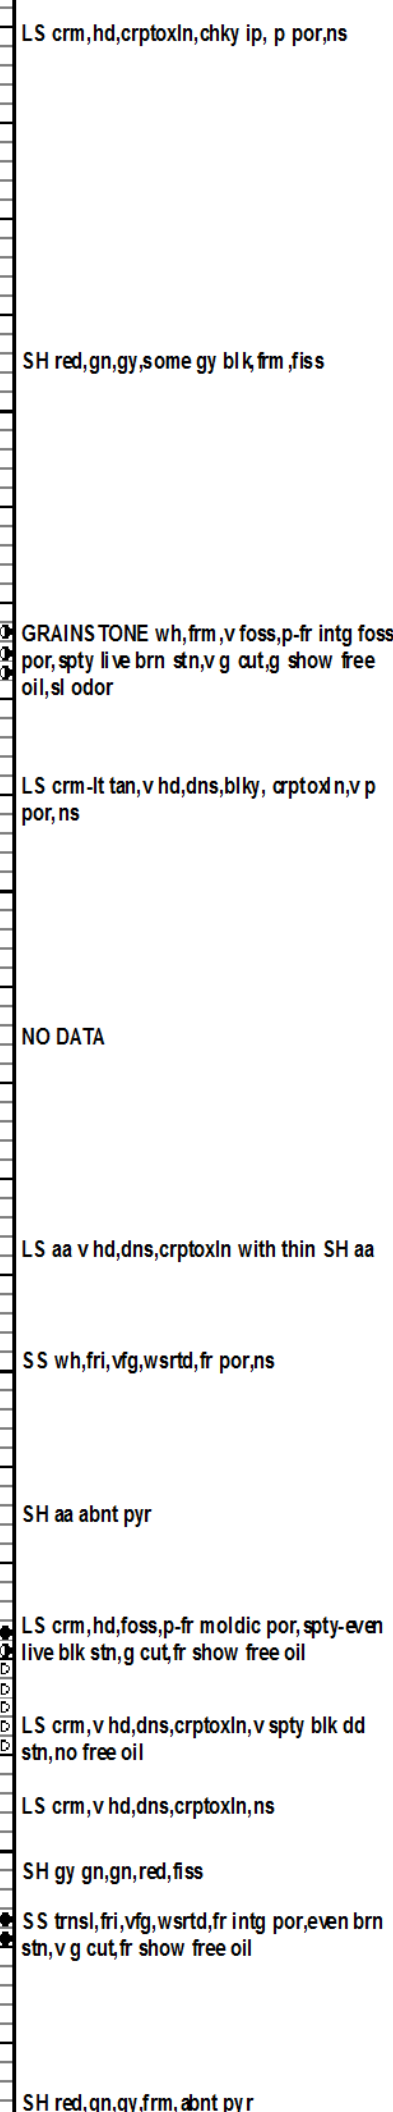 LS crm,hd,crptoxln,chky ip, p por,ns
SH red,gn,gy,some gy blk,frm,fiss
GRAINSTONE wh,frm,v foss,p-fr intg foss
por,spty live brn stn,v g cut,g show free
oil,sl odor
LS crm-lt tan,v hd,dns,blky, crptoxln,v p
por,ns
NO DATA
LS aa v hd,dns,crptoxln with thin SH aa
SS wh,fri,vfg,wsrtd,fr por,ns
SH aa abnt pyr
LS crm,hd,foss,p-fr moldic por,spty-even
live blk stn,g cut,fr show free oil
LS crm,v hd,dns,crptoxln,v spty blk dd
stn,no free oil
LS crm,v hd,dns,crptoxln,ns
SH gy gn,gn,red,fiss
SS trnsl,fri,vfg,wsrtd,fr intg por,even brn
stn,v g cut,fr show free oil
SH red,gn,gy,frm,abnt pyr